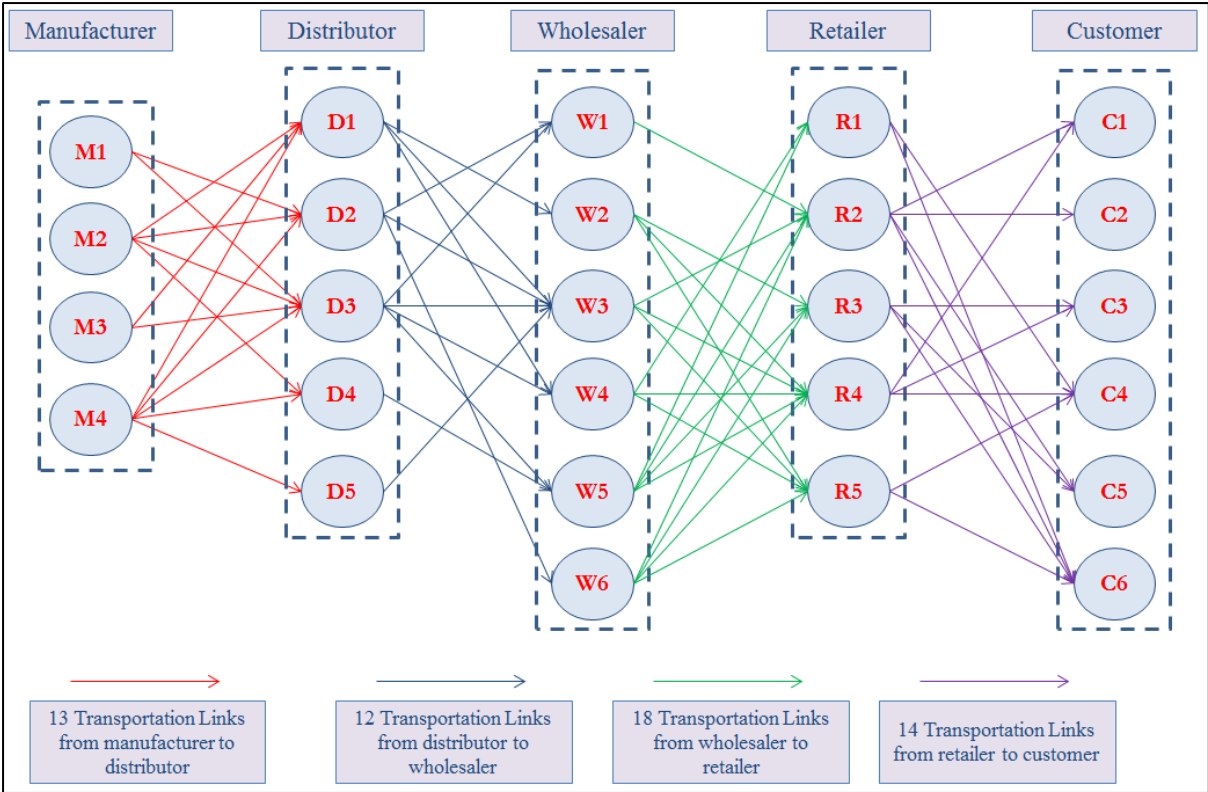 Manufacturer
Distributor
Wholesaler
Retailer
Customer
M1
M2
M3
M4
D1
D2
D3
D4
D5
W1
W2
W3
W4
W5
W6
R1
R2
R3
R4
R5
C1
C2
C3
C4
C5
C6
13 Transportation Links
from manufacturer to
distributor
12 Transportation Links
from distributor to
wholesaler
18 Transportation Links
from wholesaler to
retailer
14 Transportation Links
from retailer to customer